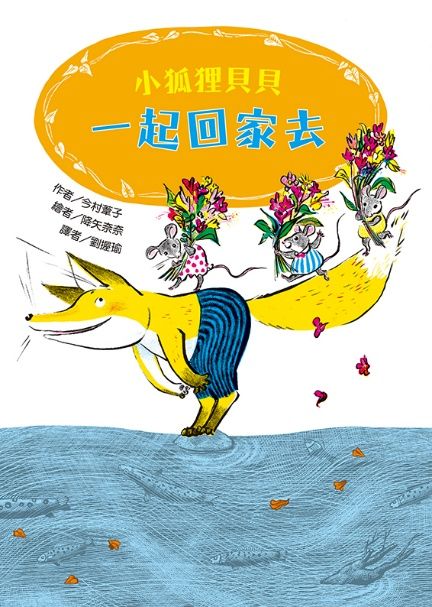 小狐狸貝貝
一起回家去
作者／今村葦子
繪者／降矢奈奈
譯者／劉握瑜